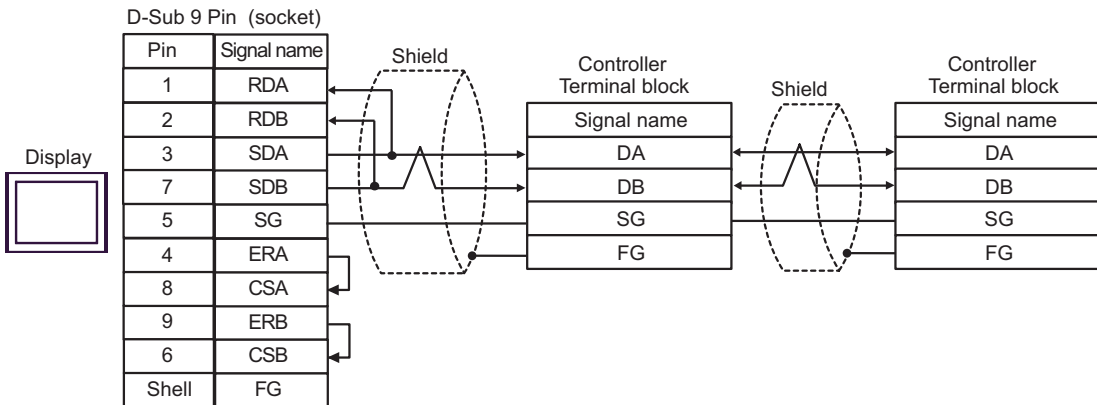 D-Sub 9 Pin (socket)
Pin Signal name
1 RDA
2 RDB
3 SDA
7 SDB
5 SG
4 ERA
8 CSA
9 ERB
6 CSB
Shell FG
Display
Shield
Controller
Terminal block
Signal name
DA
DB
SG
FG
Shield
Controller
Terminal block
Signal name
DA
DB
SG
FG